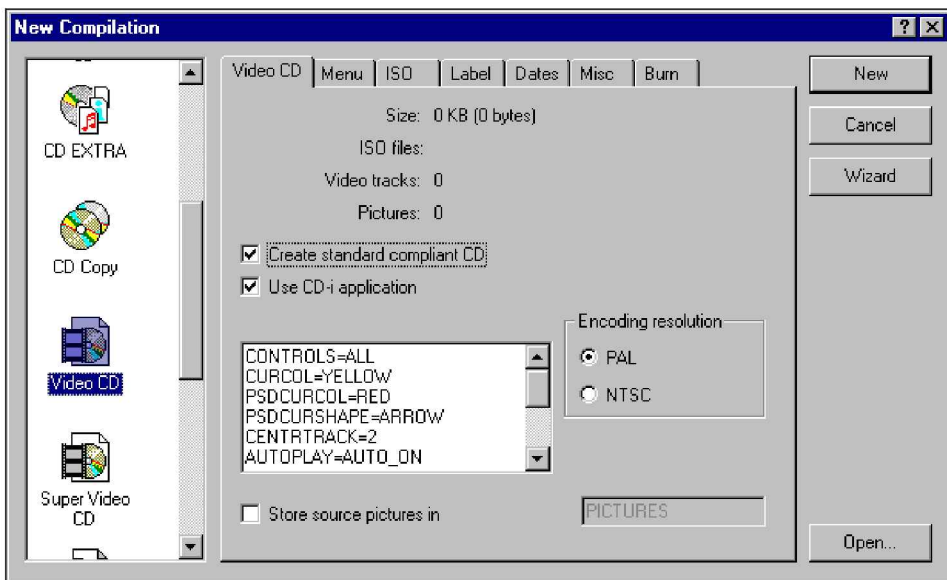 New Compilation
CD EXTRA
CD Copy
Video CD
Super Video
CD
Video CD
Menu
ISO
Label
Dates
Misc
Burn
Size: 0 KB (0 bytes)
ISO files:
Video tracks: 0
Pictures: 0
Create standard compliant CD
Use CD-i application
CONTROLS=ALL
CURCOL=YELLOW
PSDCURCOL=RED
PSDCURSHAPE=ARROW
CENTRTRACK=2
AUTOPLAY=AUTO_ON
Encoding resolution
PAL
NTSC
Store source pictures in
PICTURES
New
Cancel
Wizard
Open...